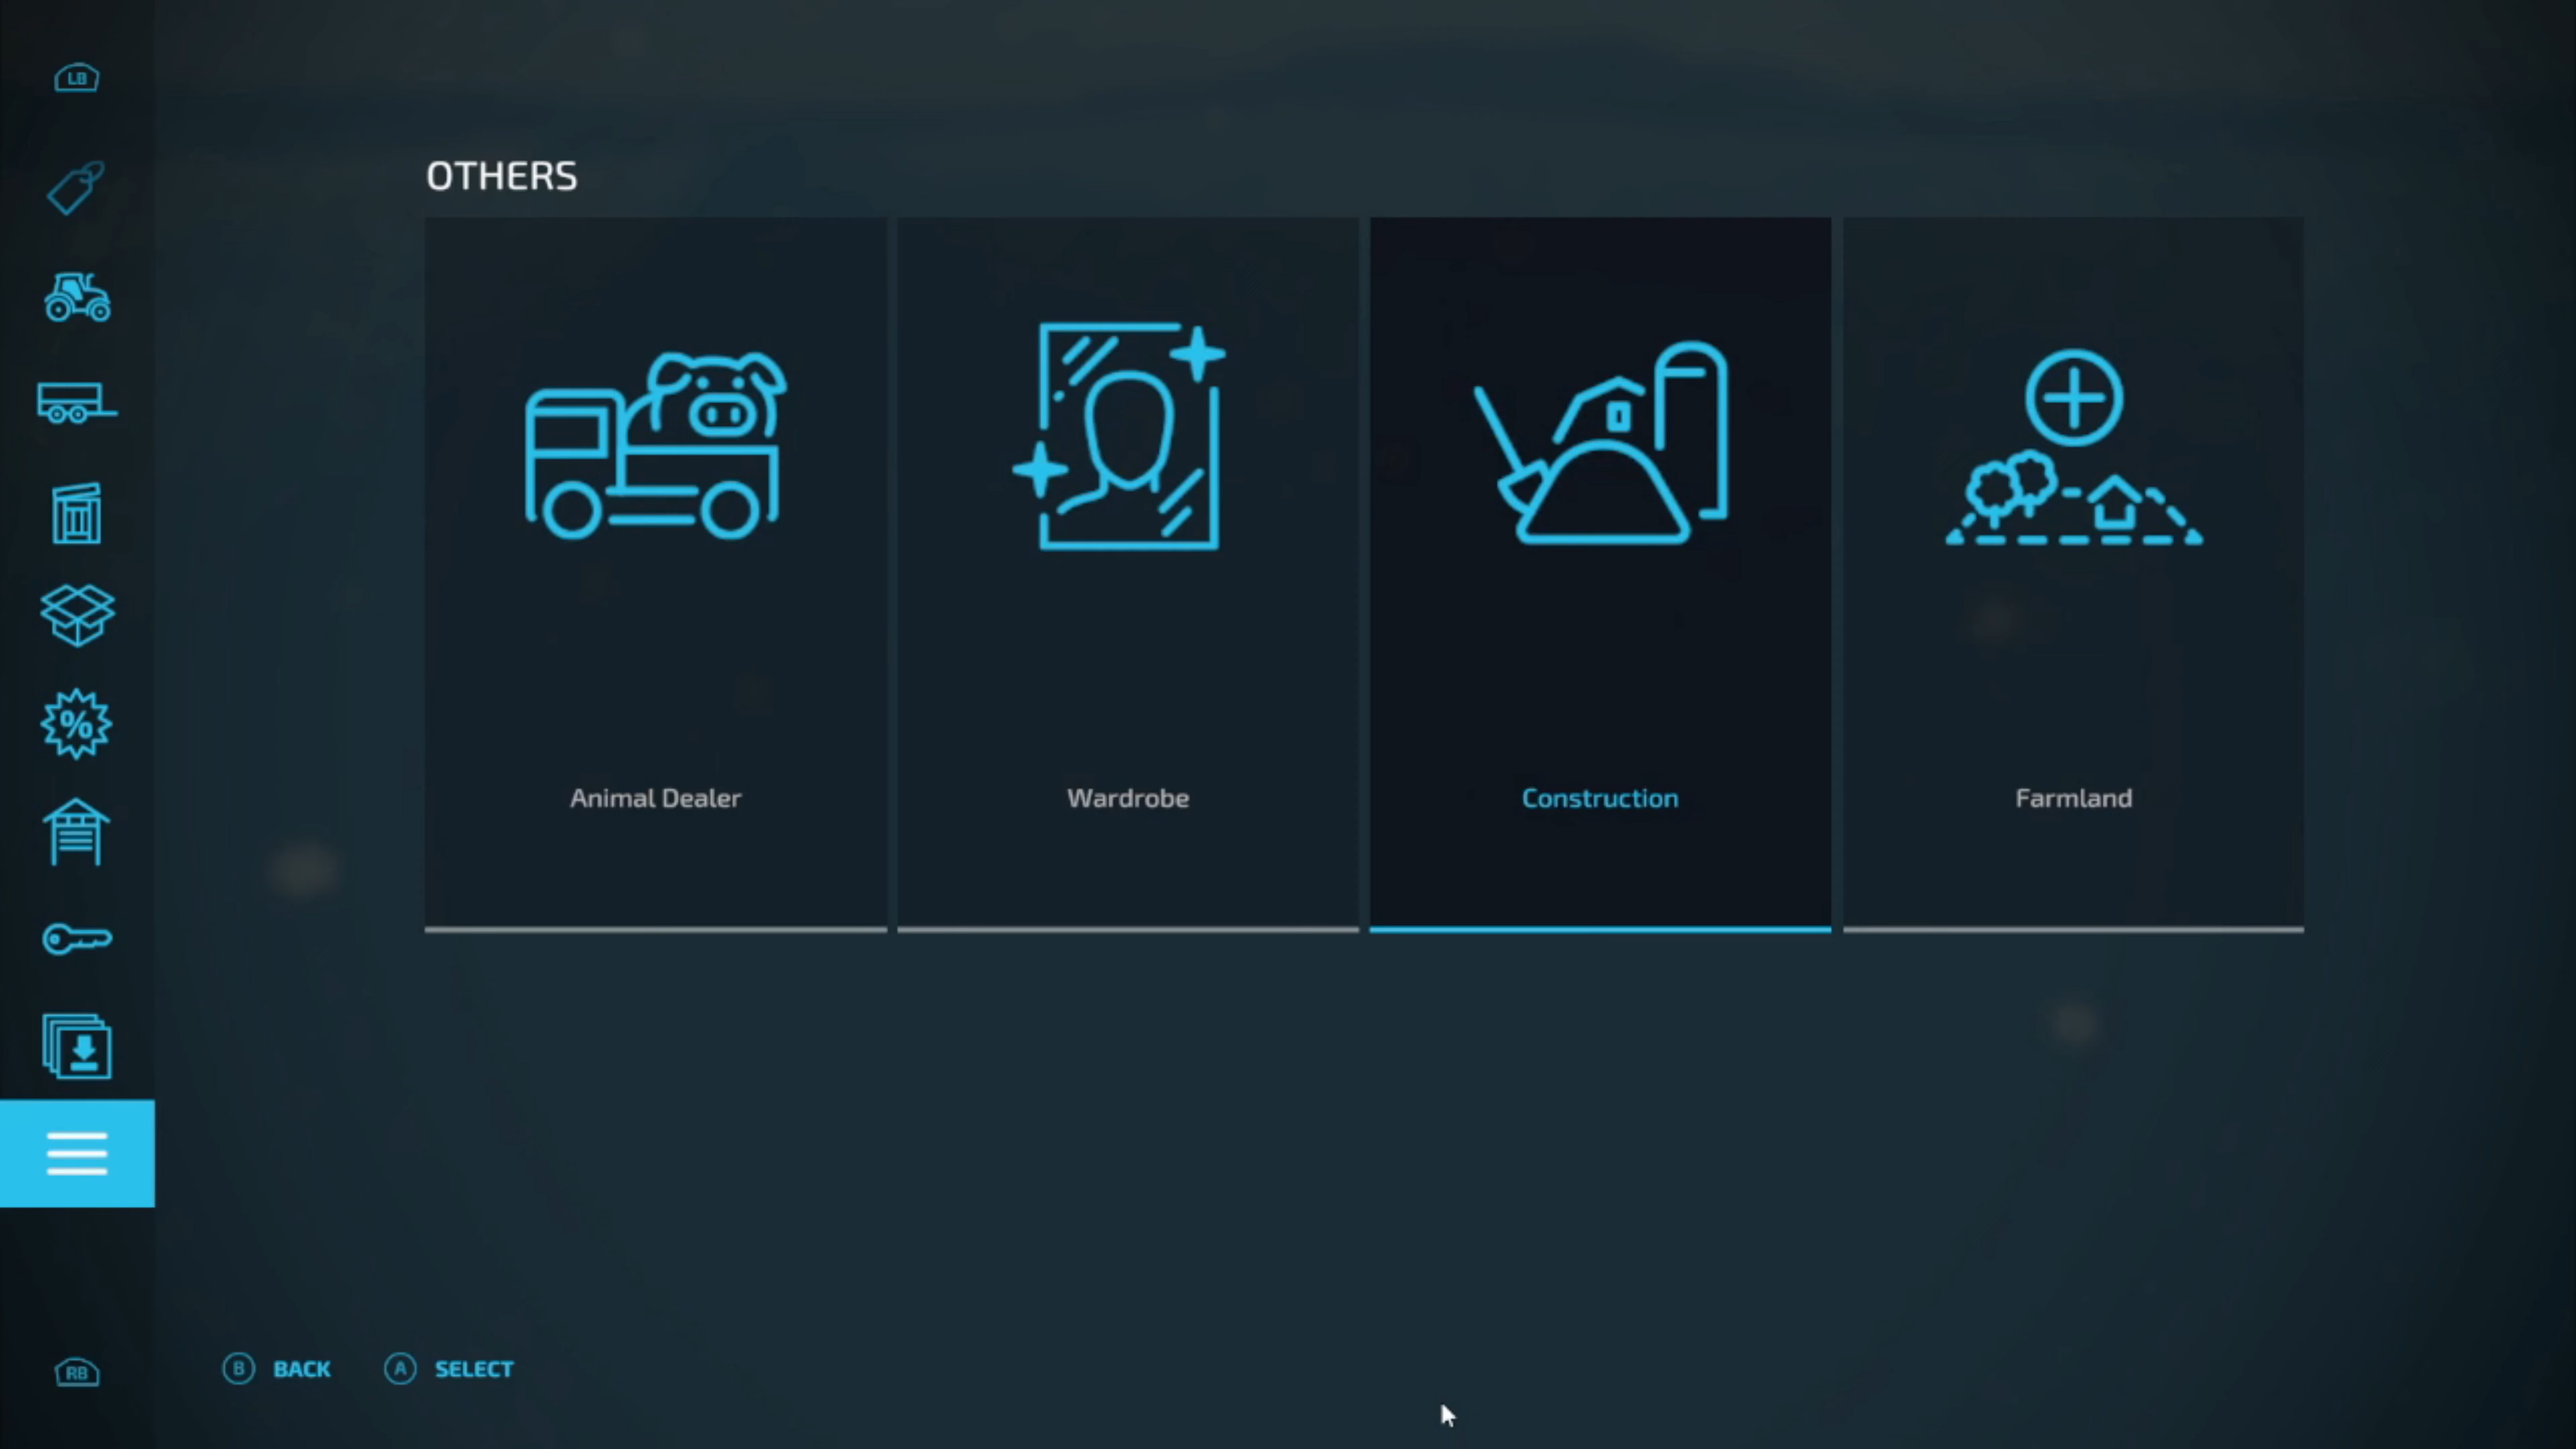 LB
OTHERS
%
Animal Dealer
Wardrobe
Construction
Farmland
RB
B BACK
A SELECT